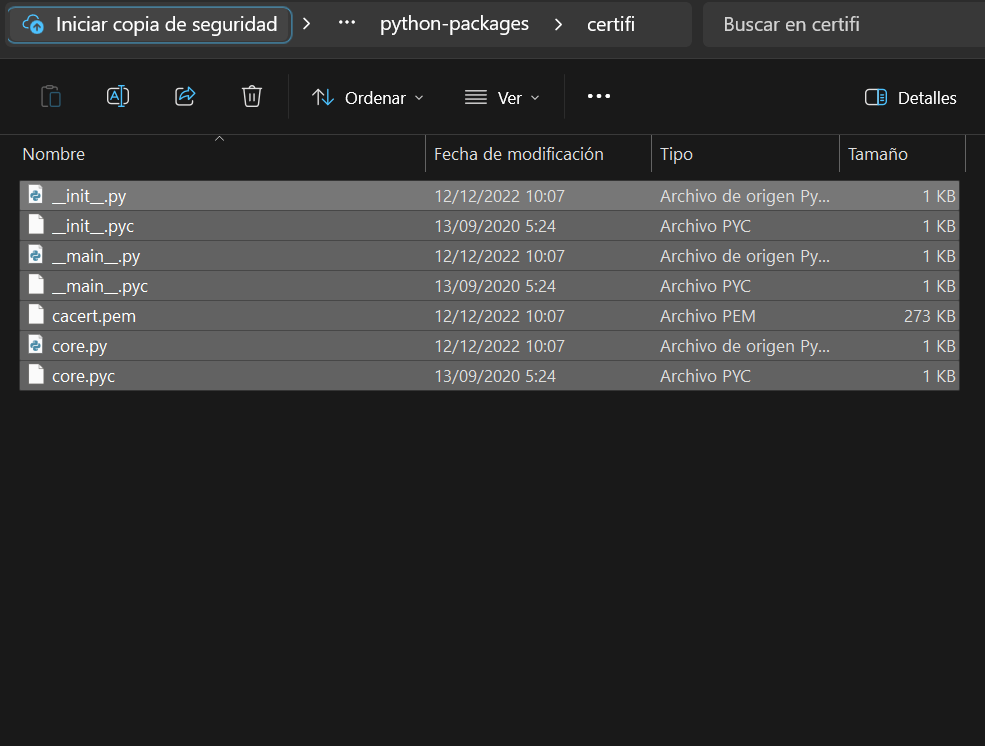 Iniciar copia de seguridad > ... python-packages > certifi Buscar en certifi
Ordenar Ver ... Detalles
Nombre Fecha de modificación Tipo Tamaño
__init__.py 12/12/2022 10:07 Archivo de origen Py... 1 KB
__init__.pyc 13/09/2020 5:24 Archivo PYC 1 KB
__main__.py 12/12/2022 10:07 Archivo de origen Py... 1 KB
__main__.pyc 13/09/2020 5:24 Archivo PYC 1 KB
cacert.pem 12/12/2022 10:07 Archivo PEM 273 KB
core.py 12/12/2022 10:07 Archivo de origen Py... 1 KB
core.pyc 13/09/2020 5:24 Archivo PYC 1 KB